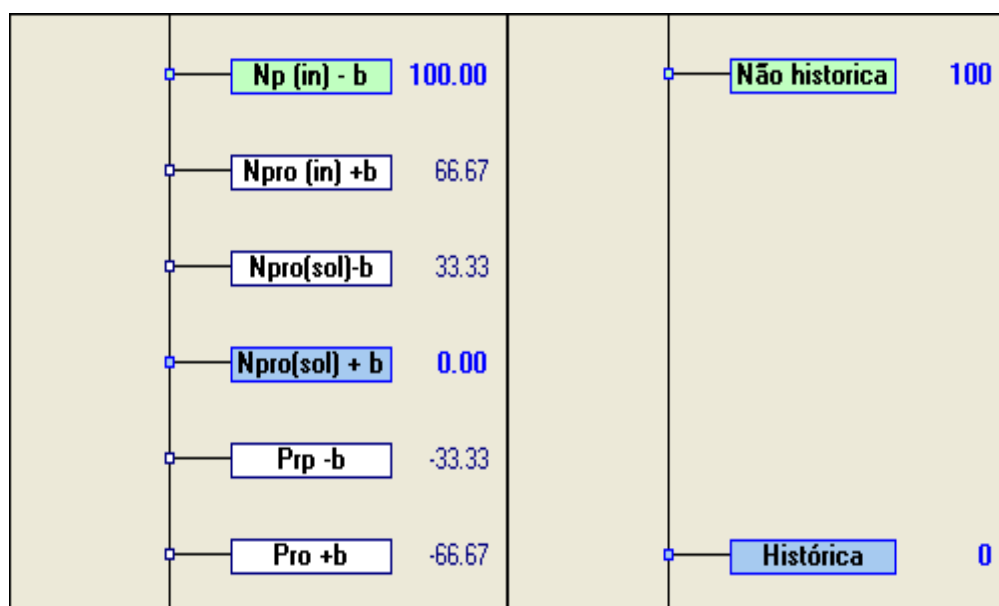 Np (in) - b 100.00
Npro (in) +b 66.67
Npro(sol)-b 33.33
Npro(sol) + b 0.00
Prp -b -33.33
Pro +b -66.67
Não historica 100
Histórica 0